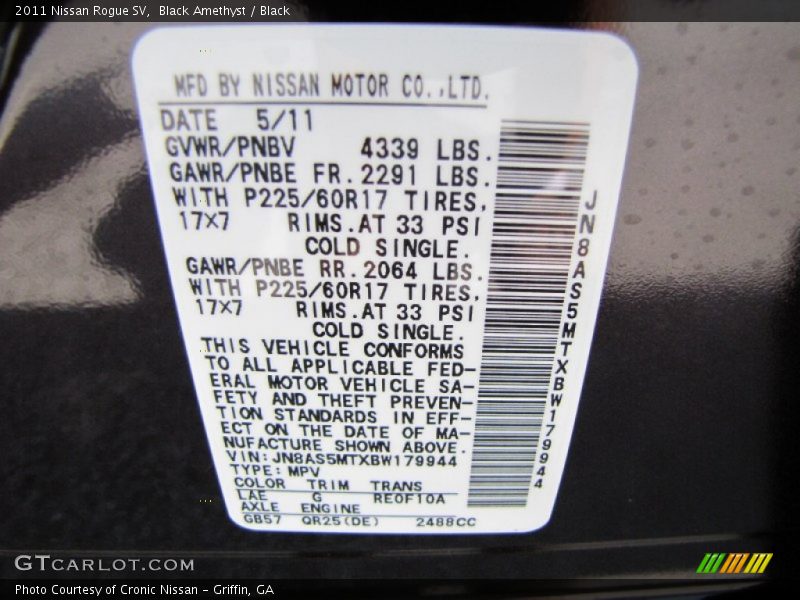 2011 Nissan Rogue SV, Black Amethyst / Black
MFD BY NISSAN MOTOR CO.,LTD.
DATE 5/11
GVWR/PNBV 4339 LBS.
GAWR/PNBE FR.2291 LBS.
WITH P225/60R17 TIRES,
17X7 RIMS.AT 33 PSI
COLD SINGLE.
GAWR/PNBE RR.2064 LBS.
WITH P225/60R17 TIRES,
17X7 RIMS.AT 33 PSI
COLD SINGLE.
THIS VEHICLE CONFORMS
TO ALL APPLICABLE FED-
ERAL MOTOR VEHICLE SA-
FETY AND THEFT PREVEN-
TION STANDARDS IN EFF-
ECT ON THE DATE OF MA-
NUFACTURE SHOWN ABOVE.
VIN:JN8AS5MTXBW179944
TYPE:MPV
COLOR TRIM TRANS
LAE G RE0F10A
AXLE ENGINE
GB57 QR25(DE) 2488CC
JN8AS5MTXBW179944
GTCARLOT.COM
Photo Courtesy of Cronic Nissan - Griffin, GA